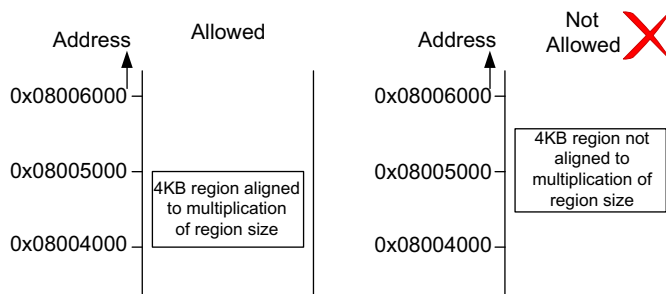 Address
Allowed
0x08006000
0x08005000
4KB region aligned
to multiplication
of region size
0x08004000
Address
Not
Allowed
0x08006000
0x08005000
4KB region not
aligned to
multiplication of
region size
0x08004000